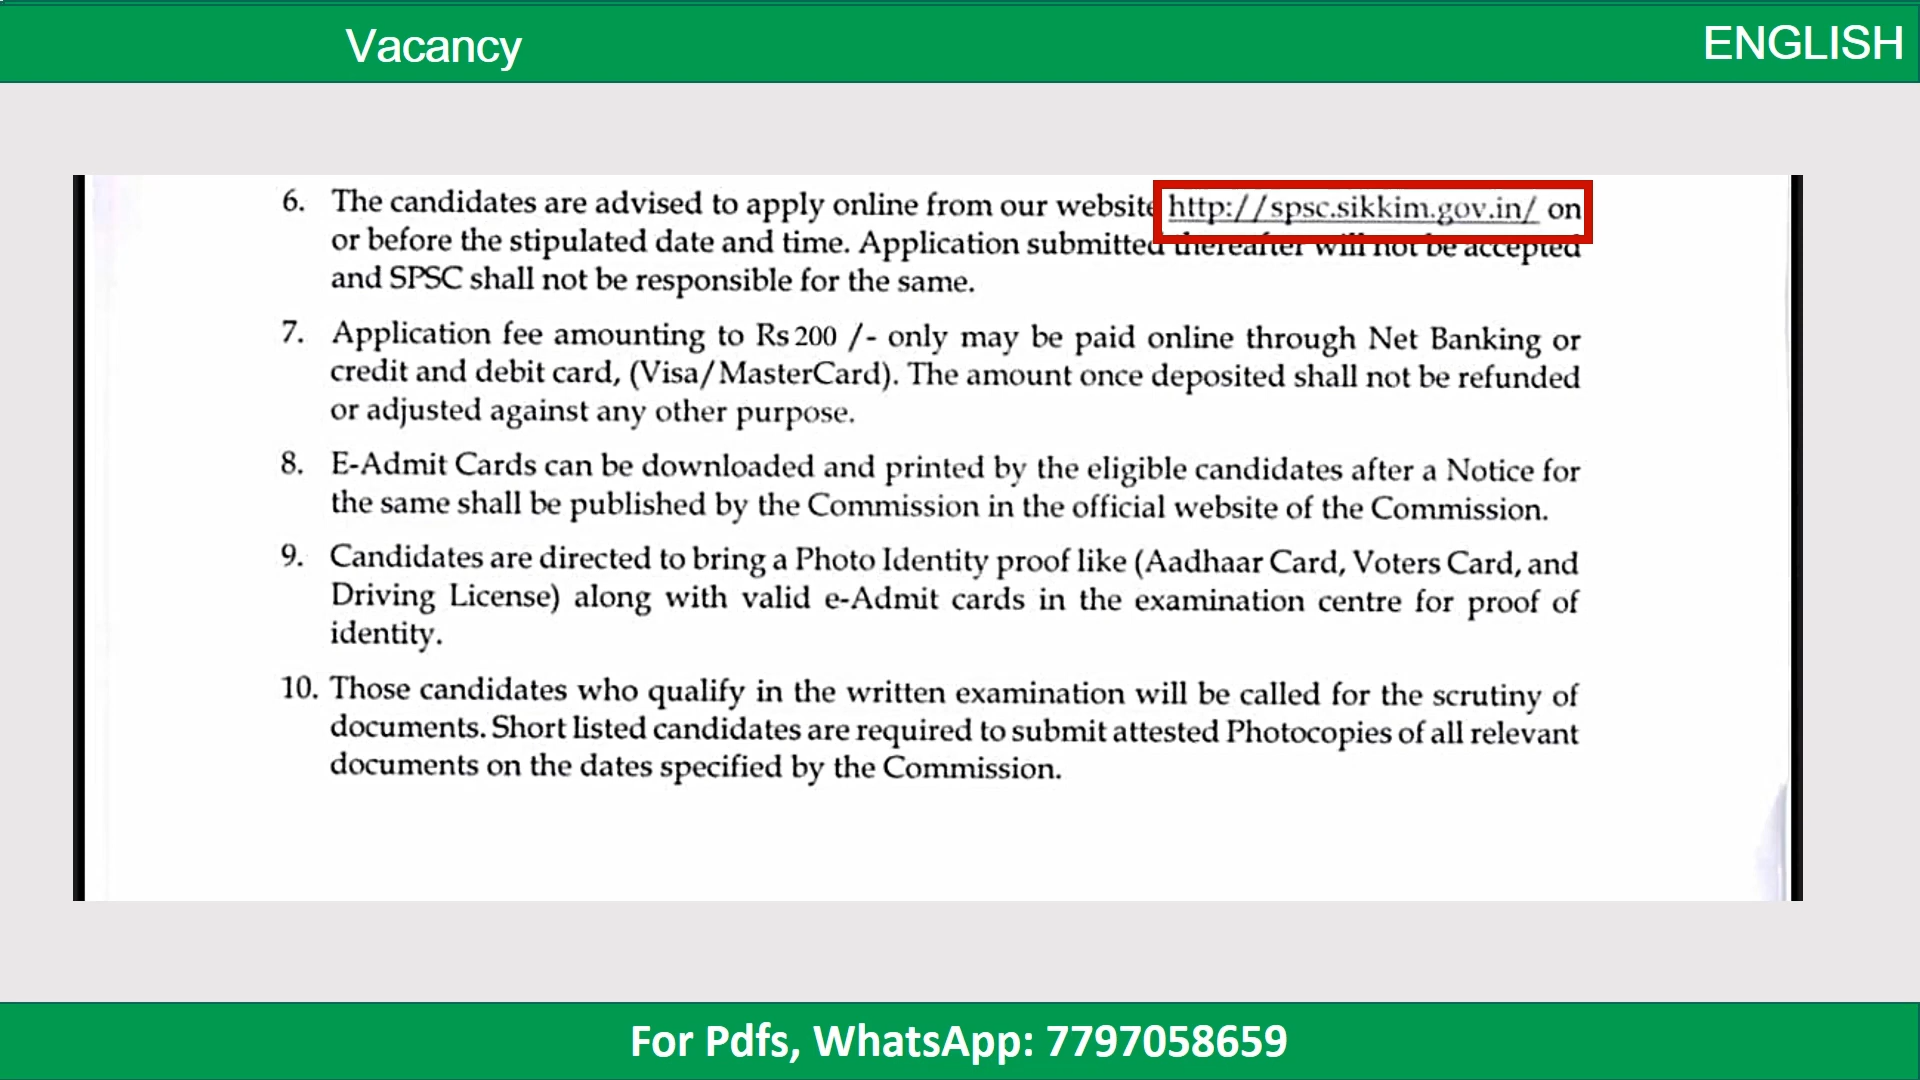 Vacancy
ENGLISH
6. The candidates are advised to apply online from our website http://spsc.sikkim.gov.in/ on
or before the stipulated date and time. Application submitted thereafter will not be accepted
and SPSC shall not be responsible for the same.
7. Application fee amounting to Rs 200 /- only may be paid online through Net Banking or
credit and debit card, (Visa/MasterCard). The amount once deposited shall not be refunded
or adjusted against any other purpose.
8. E-Admit Cards can be downloaded and printed by the eligible candidates after a Notice for
the same shall be published by the Commission in the official website of the Commission.
9. Candidates are directed to bring a Photo Identity proof like (Aadhaar Card, Voters Card, and
Driving License) along with valid e-Admit cards in the examination centre for proof of
identity.
10. Those candidates who qualify in the written examination will be called for the scrutiny of
documents. Short listed candidates are required to submit attested Photocopies of all relevant
documents on the dates specified by the Commission.
For Pdfs, WhatsApp: 7797058659